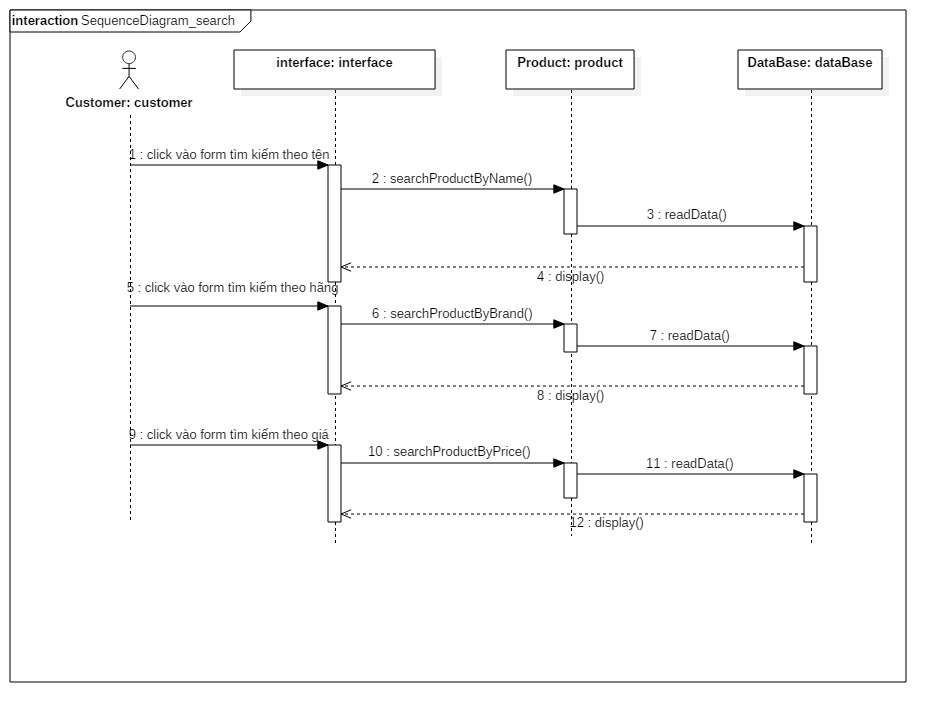 interaction SequenceDiagram_search
interface: interface
Product: product
DataBase: dataBase
Customer: customer
1 : click vào form tìm kiếm theo tên
2 : searchProductByName()
3 : readData()
4 : display()
5 : click vào form tìm kiếm theo hãng
6 : searchProductByBrand()
7 : readData()
8 : display()
9 : click vào form tìm kiếm theo giá
10 : searchProductByPrice()
11 : readData()
12 : display()